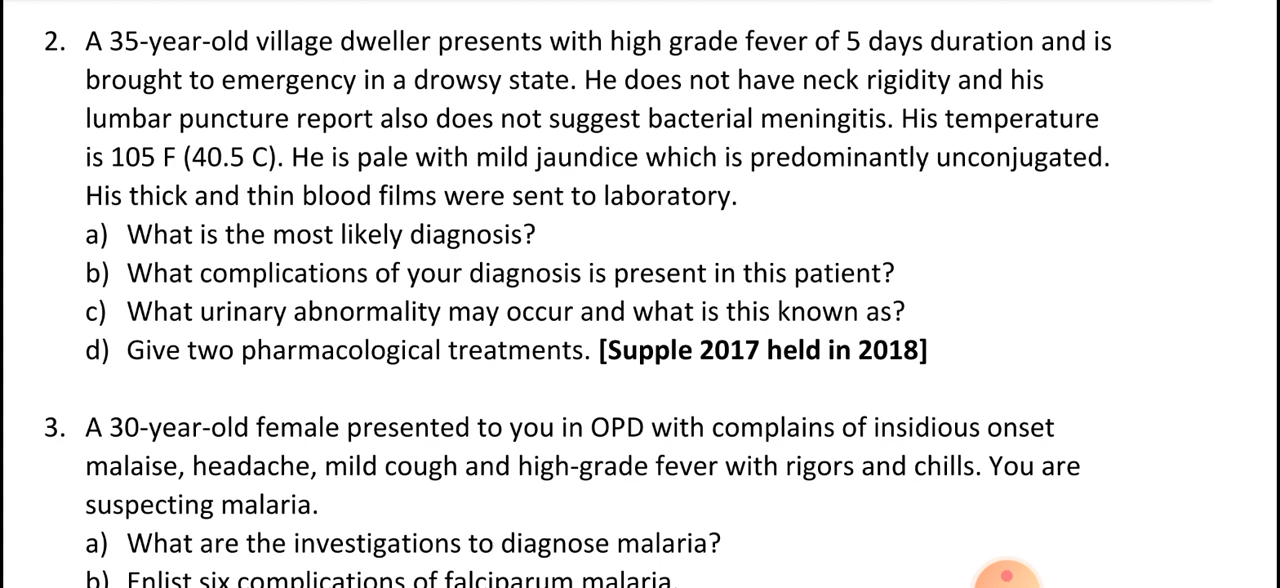 2. A 35-year-old village dweller presents with high grade fever of 5 days duration and is
brought to emergency in a drowsy state. He does not have neck rigidity and his
lumbar puncture report also does not suggest bacterial meningitis. His temperature
is 105 F (40.5 C). He is pale with mild jaundice which is predominantly unconjugated.
His thick and thin blood films were sent to laboratory.
a) What is the most likely diagnosis?
b) What complications of your diagnosis is present in this patient?
c) What urinary abnormality may occur and what is this known as?
d) Give two pharmacological treatments. [Supple 2017 held in 2018]
3. A 30-year-old female presented to you in OPD with complains of insidious onset
malaise, headache, mild cough and high-grade fever with rigors and chills. You are
suspecting malaria.
a) What are the investigations to diagnose malaria?
b) Enlist six complications of falciparum malaria.